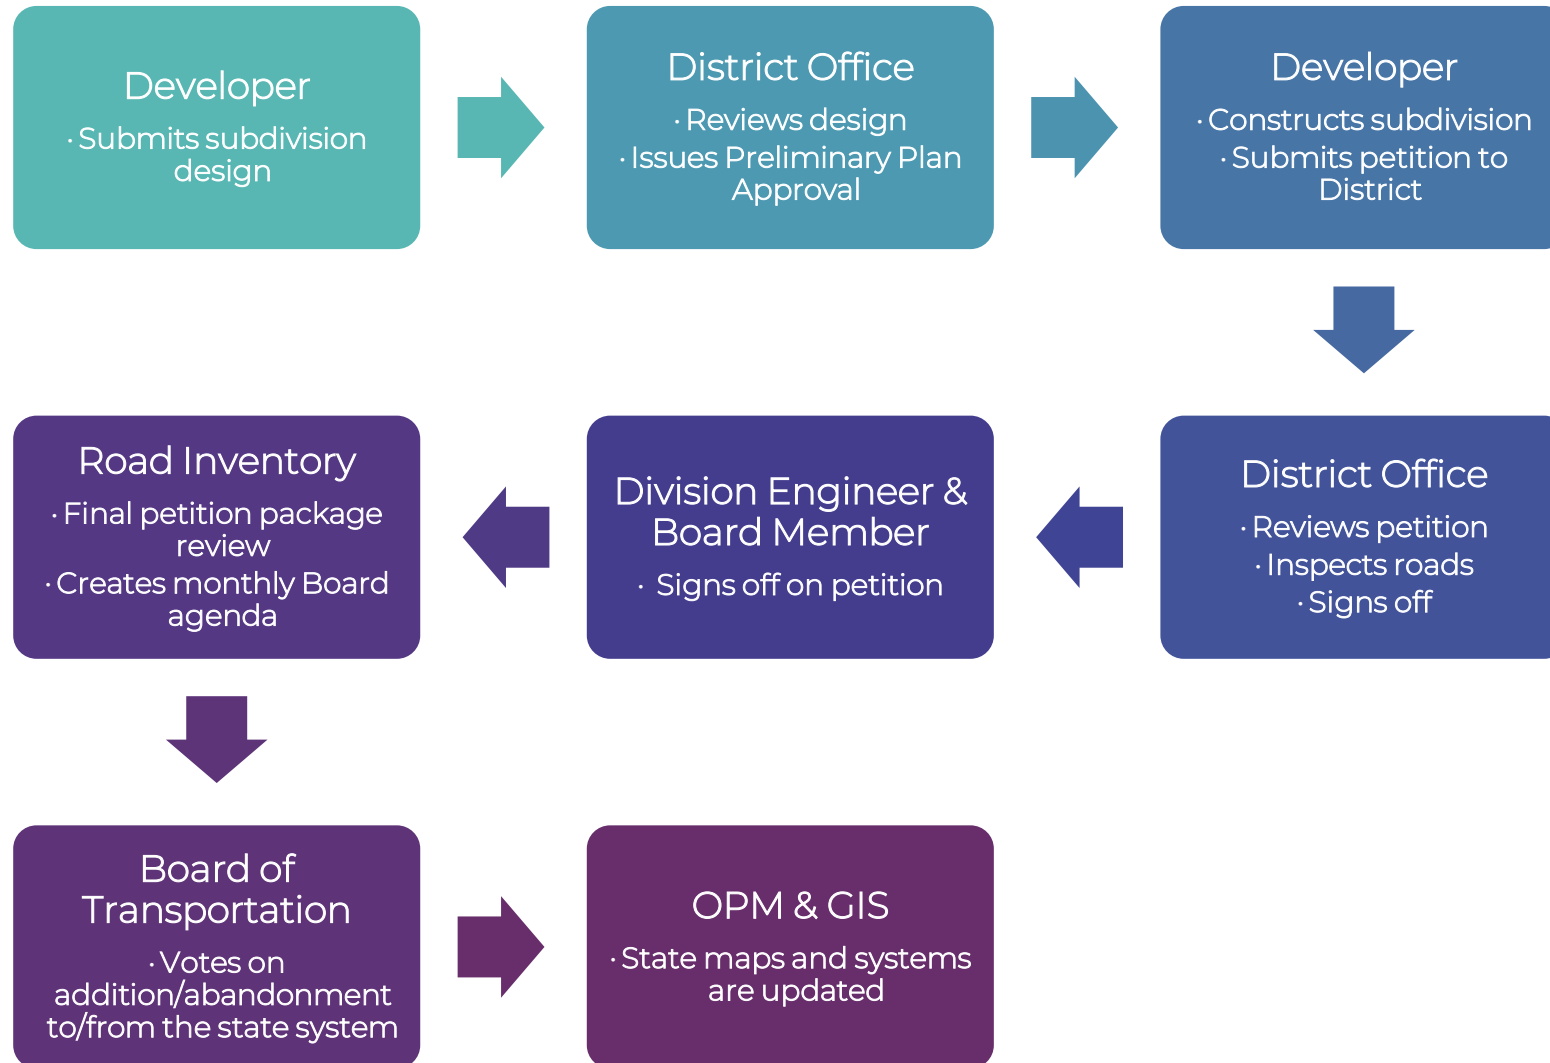 Developer
· Submits subdivision
design
District Office
· Reviews design
· Issues Preliminary Plan
Approval
Developer
· Constructs subdivision
· Submits petition to
District
District Office
· Reviews petition
· Inspects roads
· Signs off
Division Engineer &
Board Member
· Signs off on petition
Road Inventory
· Final petition package
review
· Creates monthly Board
agenda
Board of
Transportation
· Votes on
addition/abandonment
to/from the state system
OPM & GIS
· State maps and systems
are updated